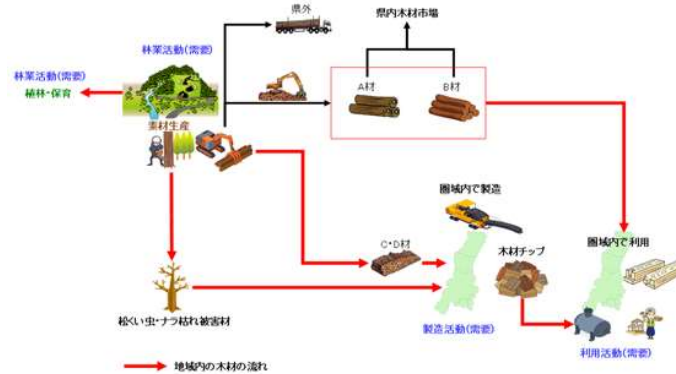 県外
県内木材市場
林業活動(需要)
林業活動(需要)
植林・保育
素材生産
A材
B材
圏域内で製造
C・D材
木材チップ
圏域内で利用
松くい虫・ナラ枯れ被害材
製造活動(需要)
利用活動(需要)
地域内の木材の流れ